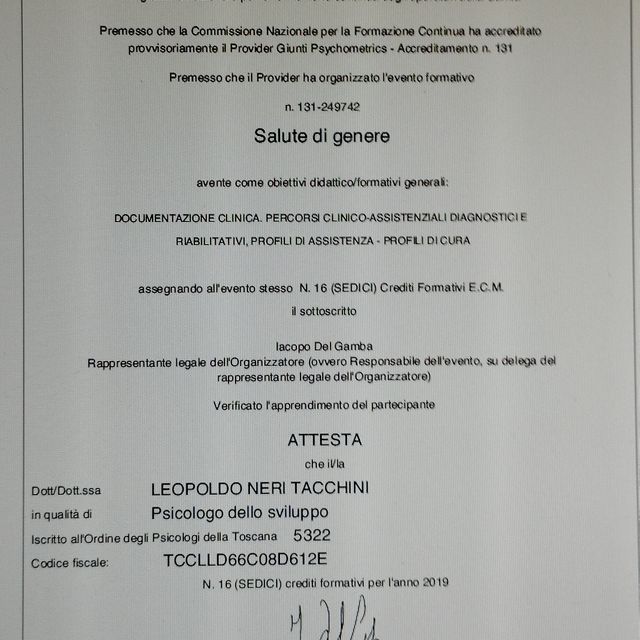 Premesso che la Commissione Nazionale per la Formazione Continua ha accreditato
provvisoriamente il Provider Giunti Psychometrics - Accreditamento n. 131
Premesso che il Provider ha organizzato l'evento formativo
n. 131-249742
Salute di genere
avente come obiettivi didattico/formativi generali:
DOCUMENTAZIONE CLINICA. PERCORSI CLINICO-ASSISTENZIALI DIAGNOSTICI E
RIABILITATIVI, PROFILI DI ASSISTENZA - PROFILI DI CURA
assegnando all'evento stesso N. 16 (SEDICI) Crediti Formativi E.C.M.
il sottoscritto
Iacopo Del Gamba
Rappresentante legale dell'Organizzatore (ovvero Responsabile dell'evento, su delega del
rappresentante legale dell'Organizzatore)
Verificato l'apprendimento del partecipante
ATTESTA
che il/la
Dott/Dott.ssa LEOPOLDO NERI TACCHINI
in qualità di Psicologo dello sviluppo
Iscritto all'Ordine degli Psicologi della Toscana 5322
Codice fiscale: TCCLLD66C08D612E
N. 16 (SEDICI) crediti formativi per l'anno 2019